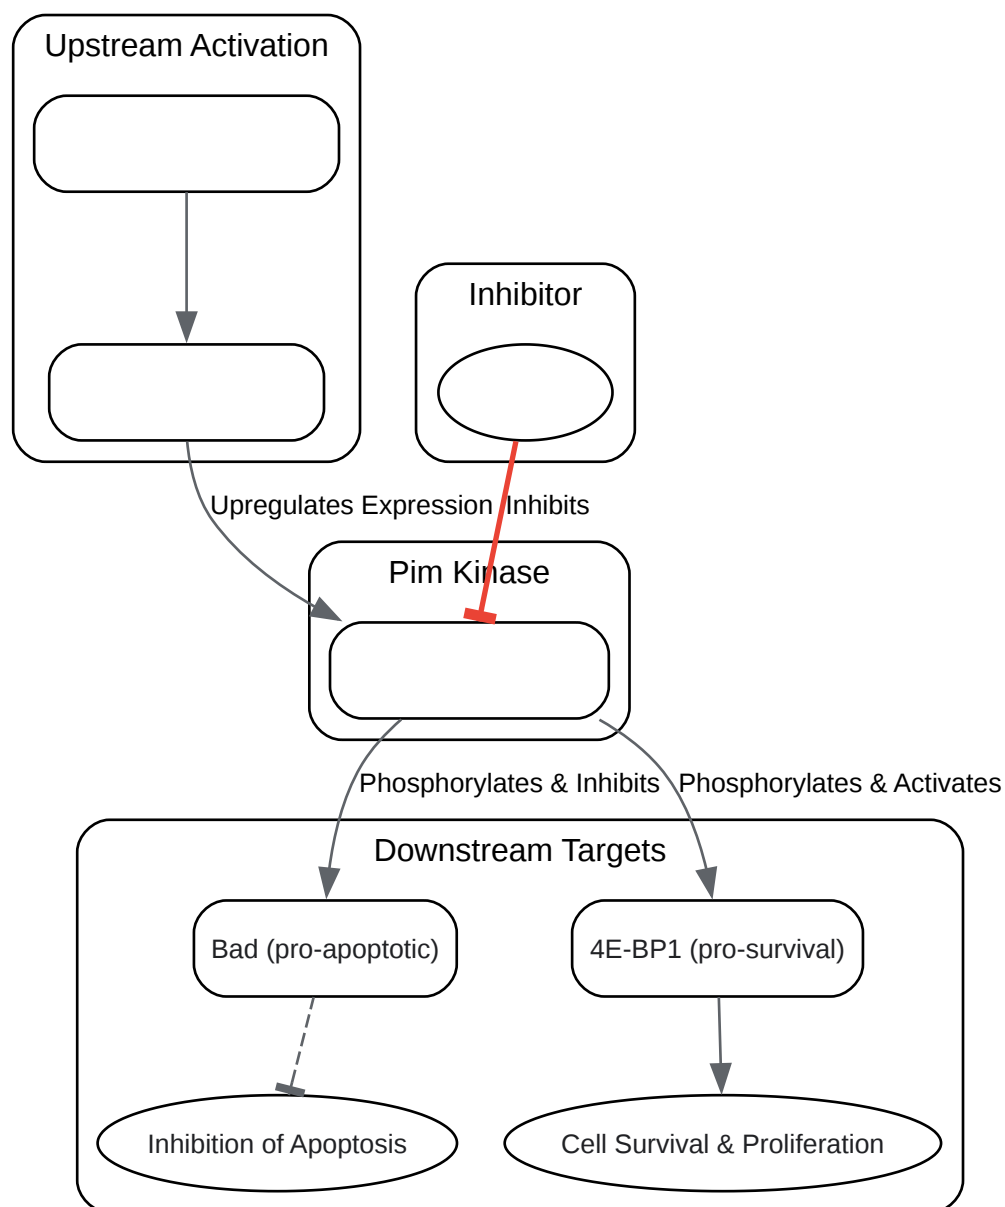 Upstream Activation
Inhibitor
Upregulates Expression
Inhibits
Pim Kinase
Phosphorylates & Inhibits
Phosphorylates & Activates
Downstream Targets
Bad (pro-apoptotic)
4E-BP1 (pro-survival)
Inhibition of Apoptosis
Cell Survival & Proliferation